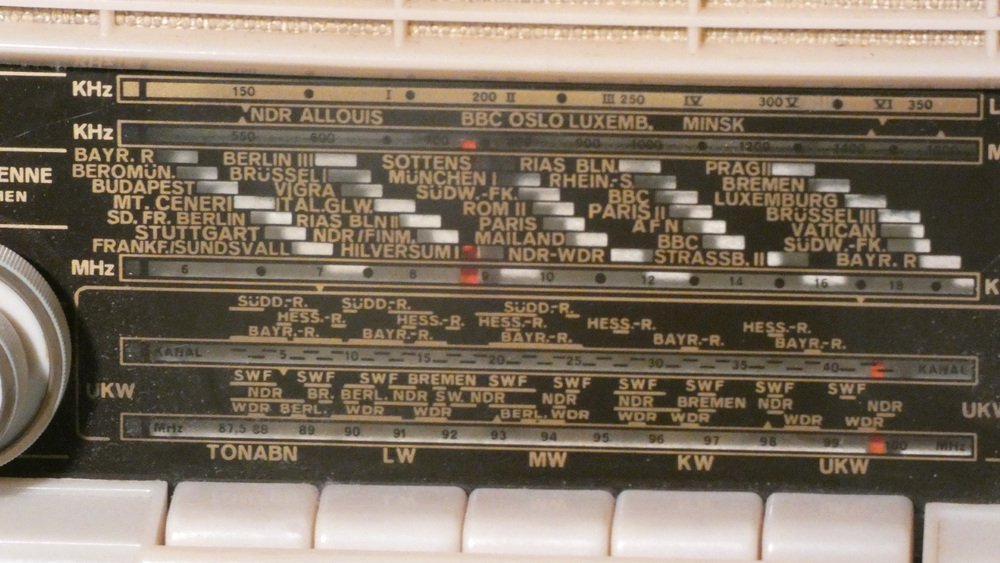 KHz 150 I 200 II III 250 IV 300 V VI 350 L
NDR ALLOUIS BBC OSLO LUXEMB. MINSK
KHz 550 600 900 1000 1200 1400 1600 M
BAYR. R BERLIN III SOTTENS RIAS BLN. PRAG II
BEROMÜN. BRÜSSEL I MÜNCHEN I RHEIN.-S. BREMEN
BUDAPEST VIGRA SÜDW.-FK. BBC LUXEMBURG
MT. CENERI ITAL.GLW. ROM II PARIS II BRÜSSEL III
SD. FR. BERLIN RIAS BLN II PARIS AFN VATICAN
STUTTGART NDR/FINM. MAILAND BBC SÜDW.-FK.
FRANKF/SUNDSVALL HILVERSUM I NDR-WDR STRASSB. II BAYR. R
ENNE
MHz 6 7 8 9 10 12 14 16 18 K
SÜDD.-R. SÜDD.-R. SÜDD.-R.
HESS.-R. HESS.-R. HESS.-R. HESS.-R. HESS.-R.
BAYR.-R. BAYR.-R. BAYR.-R. BAYR.-R. BAYR.-R.
KANAL 5 10 15 20 25 30 35 40 KANAL
SWF SWF SWF BREMEN SWF SWF SWF SWF SWF SWF
UKW NDR BR. BERL. NDR SW. NDR NDR NDR BREMEN NDR NDR UKW
WDR BERL. WDR WDR BERL. WDR WDR WDR WDR WDR
MHz 87,5 88 89 90 91 92 93 94 95 96 97 98 99 100 MHz
TONABN LW MW KW UKW